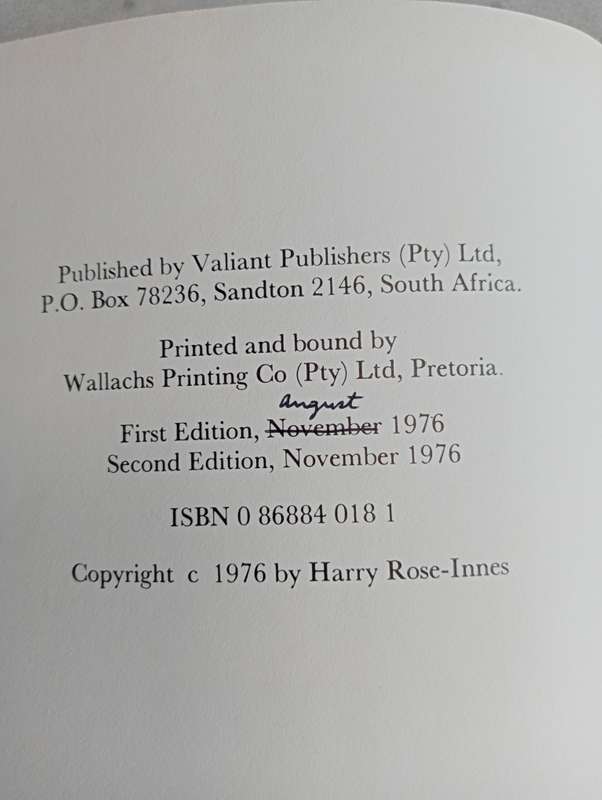 Published by Valiant Publishers (Pty) Ltd,
P.O. Box 78236, Sandton 2146, South Africa.
Printed and bound by
Wallachs Printing Co (Pty) Ltd, Pretoria.
August
First Edition, November 1976
Second Edition, November 1976
ISBN 0 86884 018 1
Copyright c 1976 by Harry Rose-Innes